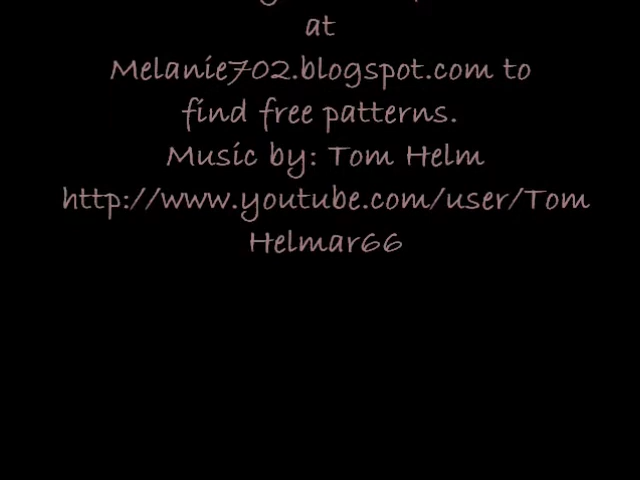 at
Melanie702.blogspot.com to
find free patterns.
Music by: Tom Helm
http://www.youtube.com/user/Tom
Helmar66